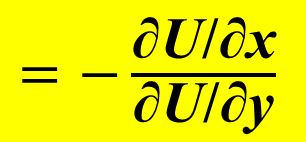 = − ∂U/∂x
∂U/∂y